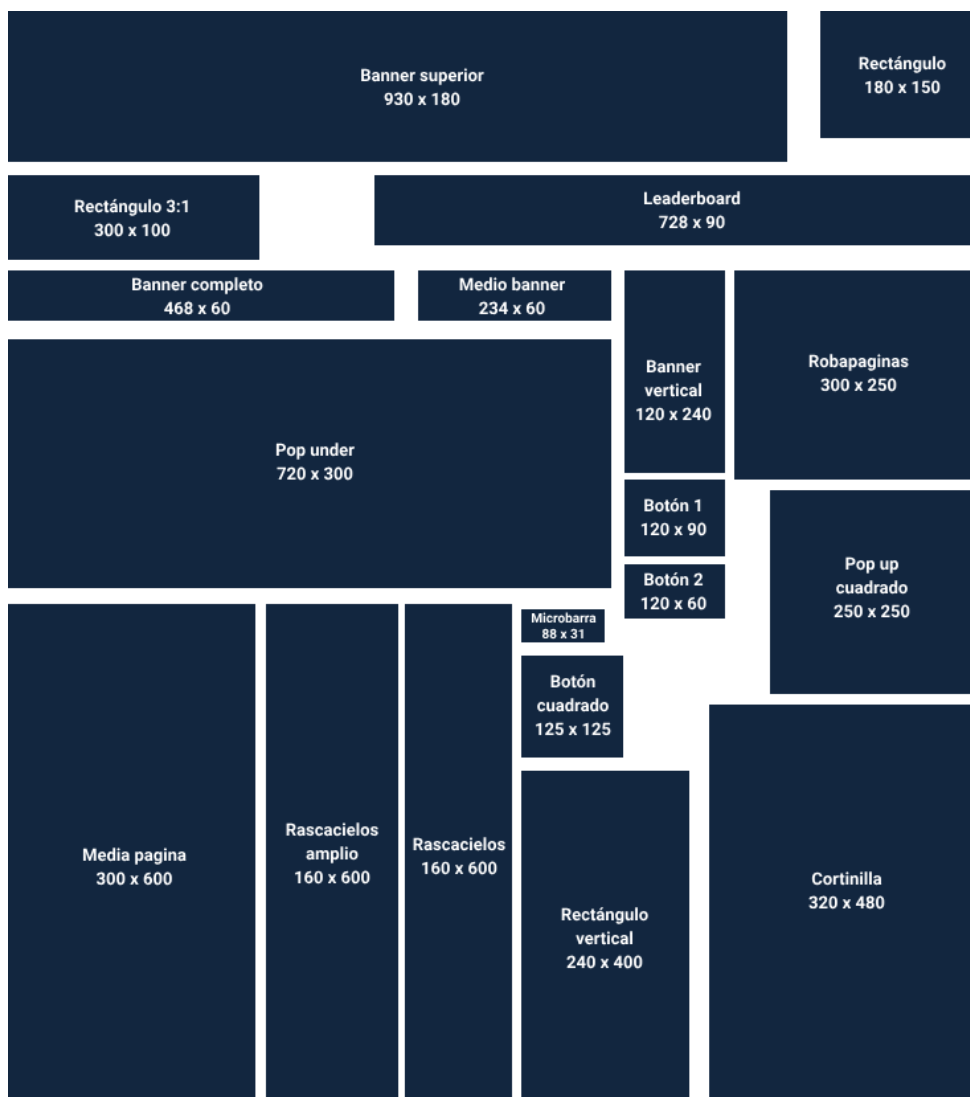 Banner superior
930 x 180
Rectángulo
180 x 150
Rectángulo 3:1
300 x 100
Leaderboard
728 x 90
Banner completo
468 x 60
Medio banner
234 x 60
Banner
vertical
120 x 240
Robapaginas
300 x 250
Pop under
720 x 300
Botón 1
120 x 90
Botón 2
120 x 60
Pop up
cuadrado
250 x 250
Microbarra
88 x 31
Botón
cuadrado
125 x 125
Media pagina
300 x 600
Rascacielos
amplio
160 x 600
Rascacielos
160 x 600
Rectángulo
vertical
240 x 400
Cortinilla
320 x 480